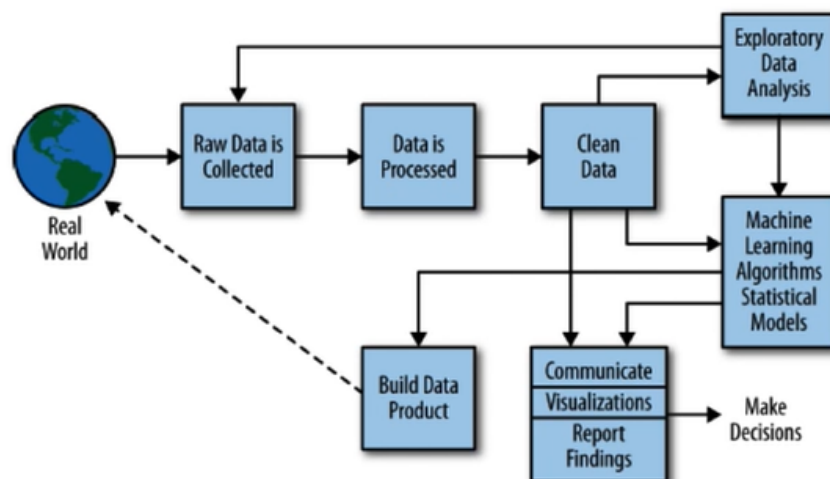 Exploratory
Data
Analysis
Raw Data is
Collected
Data is
Processed
Clean
Data
Real
World
Machine
Learning
Algorithms
Statistical
Models
Build Data
Product
Communicate
Visualizations
Report
Findings
Make
Decisions